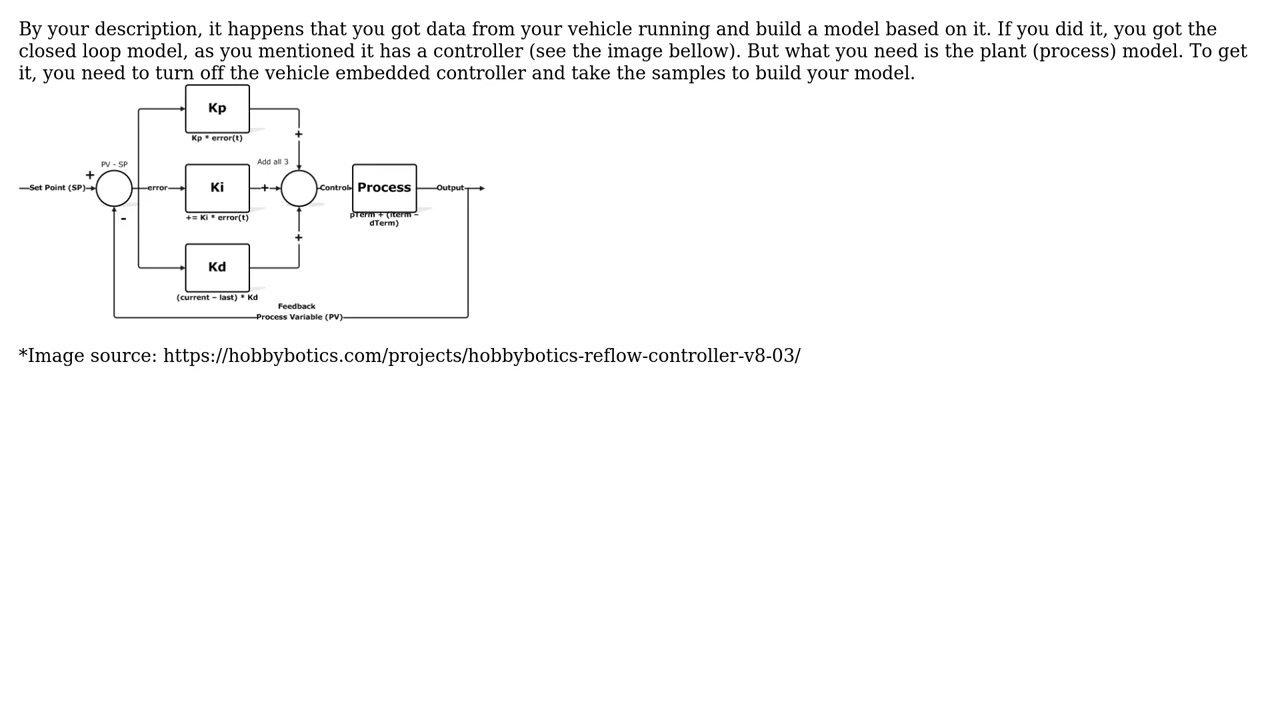 By your description, it happens that you got data from your vehicle running and build a model based on it. If you did it, you got the
closed loop model, as you mentioned it has a controller (see the image bellow). But what you need is the plant (process) model. To get
it, you need to turn off the vehicle embedded controller and take the samples to build your model.
Kp
Kp * error(t)
+
PV - SP
Add all 3
+
Set Point (SP)
error
Ki
+
Control
Process
Output
-
+= Ki * error(t)
pTerm + (iTerm –
dTerm)
+
Kd
(current – last) * Kd
Feedback
Process Variable (PV)
*Image source: https://hobbybotics.com/projects/hobbybotics-reflow-controller-v8-03/